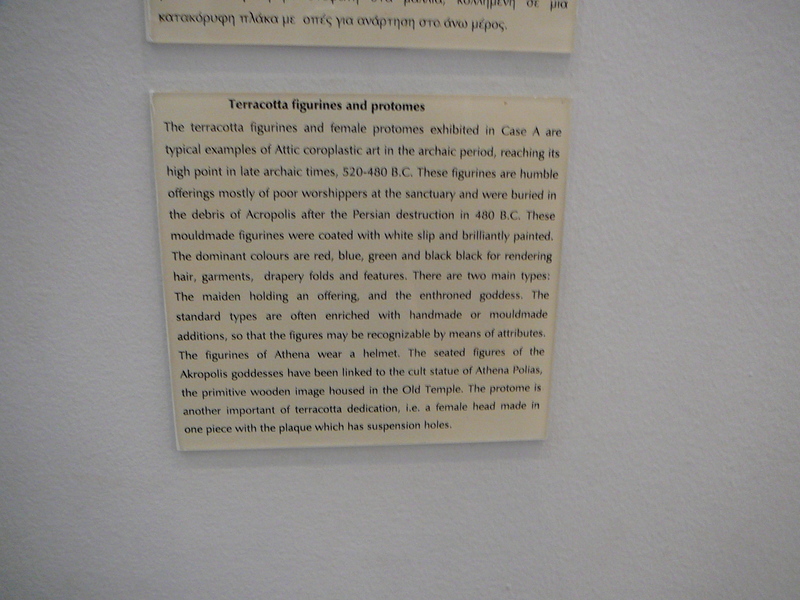 κολλημένη σε μια
κατακόρυφη πλάκα με οπές για ανάρτηση στο άνω μέρος.
Terracotta figurines and protomes
The terracotta figurines and female protomes exhibited in Case A are
typical examples of Attic coroplastic art in the archaic period, reaching its
high point in late archaic times, 520-480 B.C. These figurines are humble
offerings mostly of poor worshippers at the sanctuary and were buried in
the debris of Acropolis after the Persian destruction in 480 B.C. These
mouldmade figurines were coated with white slip and brilliantly painted.
The dominant colours are red, blue, green and black black for rendering
hair, garments, drapery folds and features. There are two main types:
The maiden holding an offering, and the enthroned goddess. The
standard types are often enriched with handmade or mouldmade
additions, so that the figures may be recognizable by means of attributes.
The figurines of Athena wear a helmet. The seated figures of the
Akropolis goddesses have been linked to the cult statue of Athena Polias,
the primitive wooden image housed in the Old Temple. The protome is
another important of terracotta dedication, i.e. a female head made in
one piece with the plaque which has suspension holes.